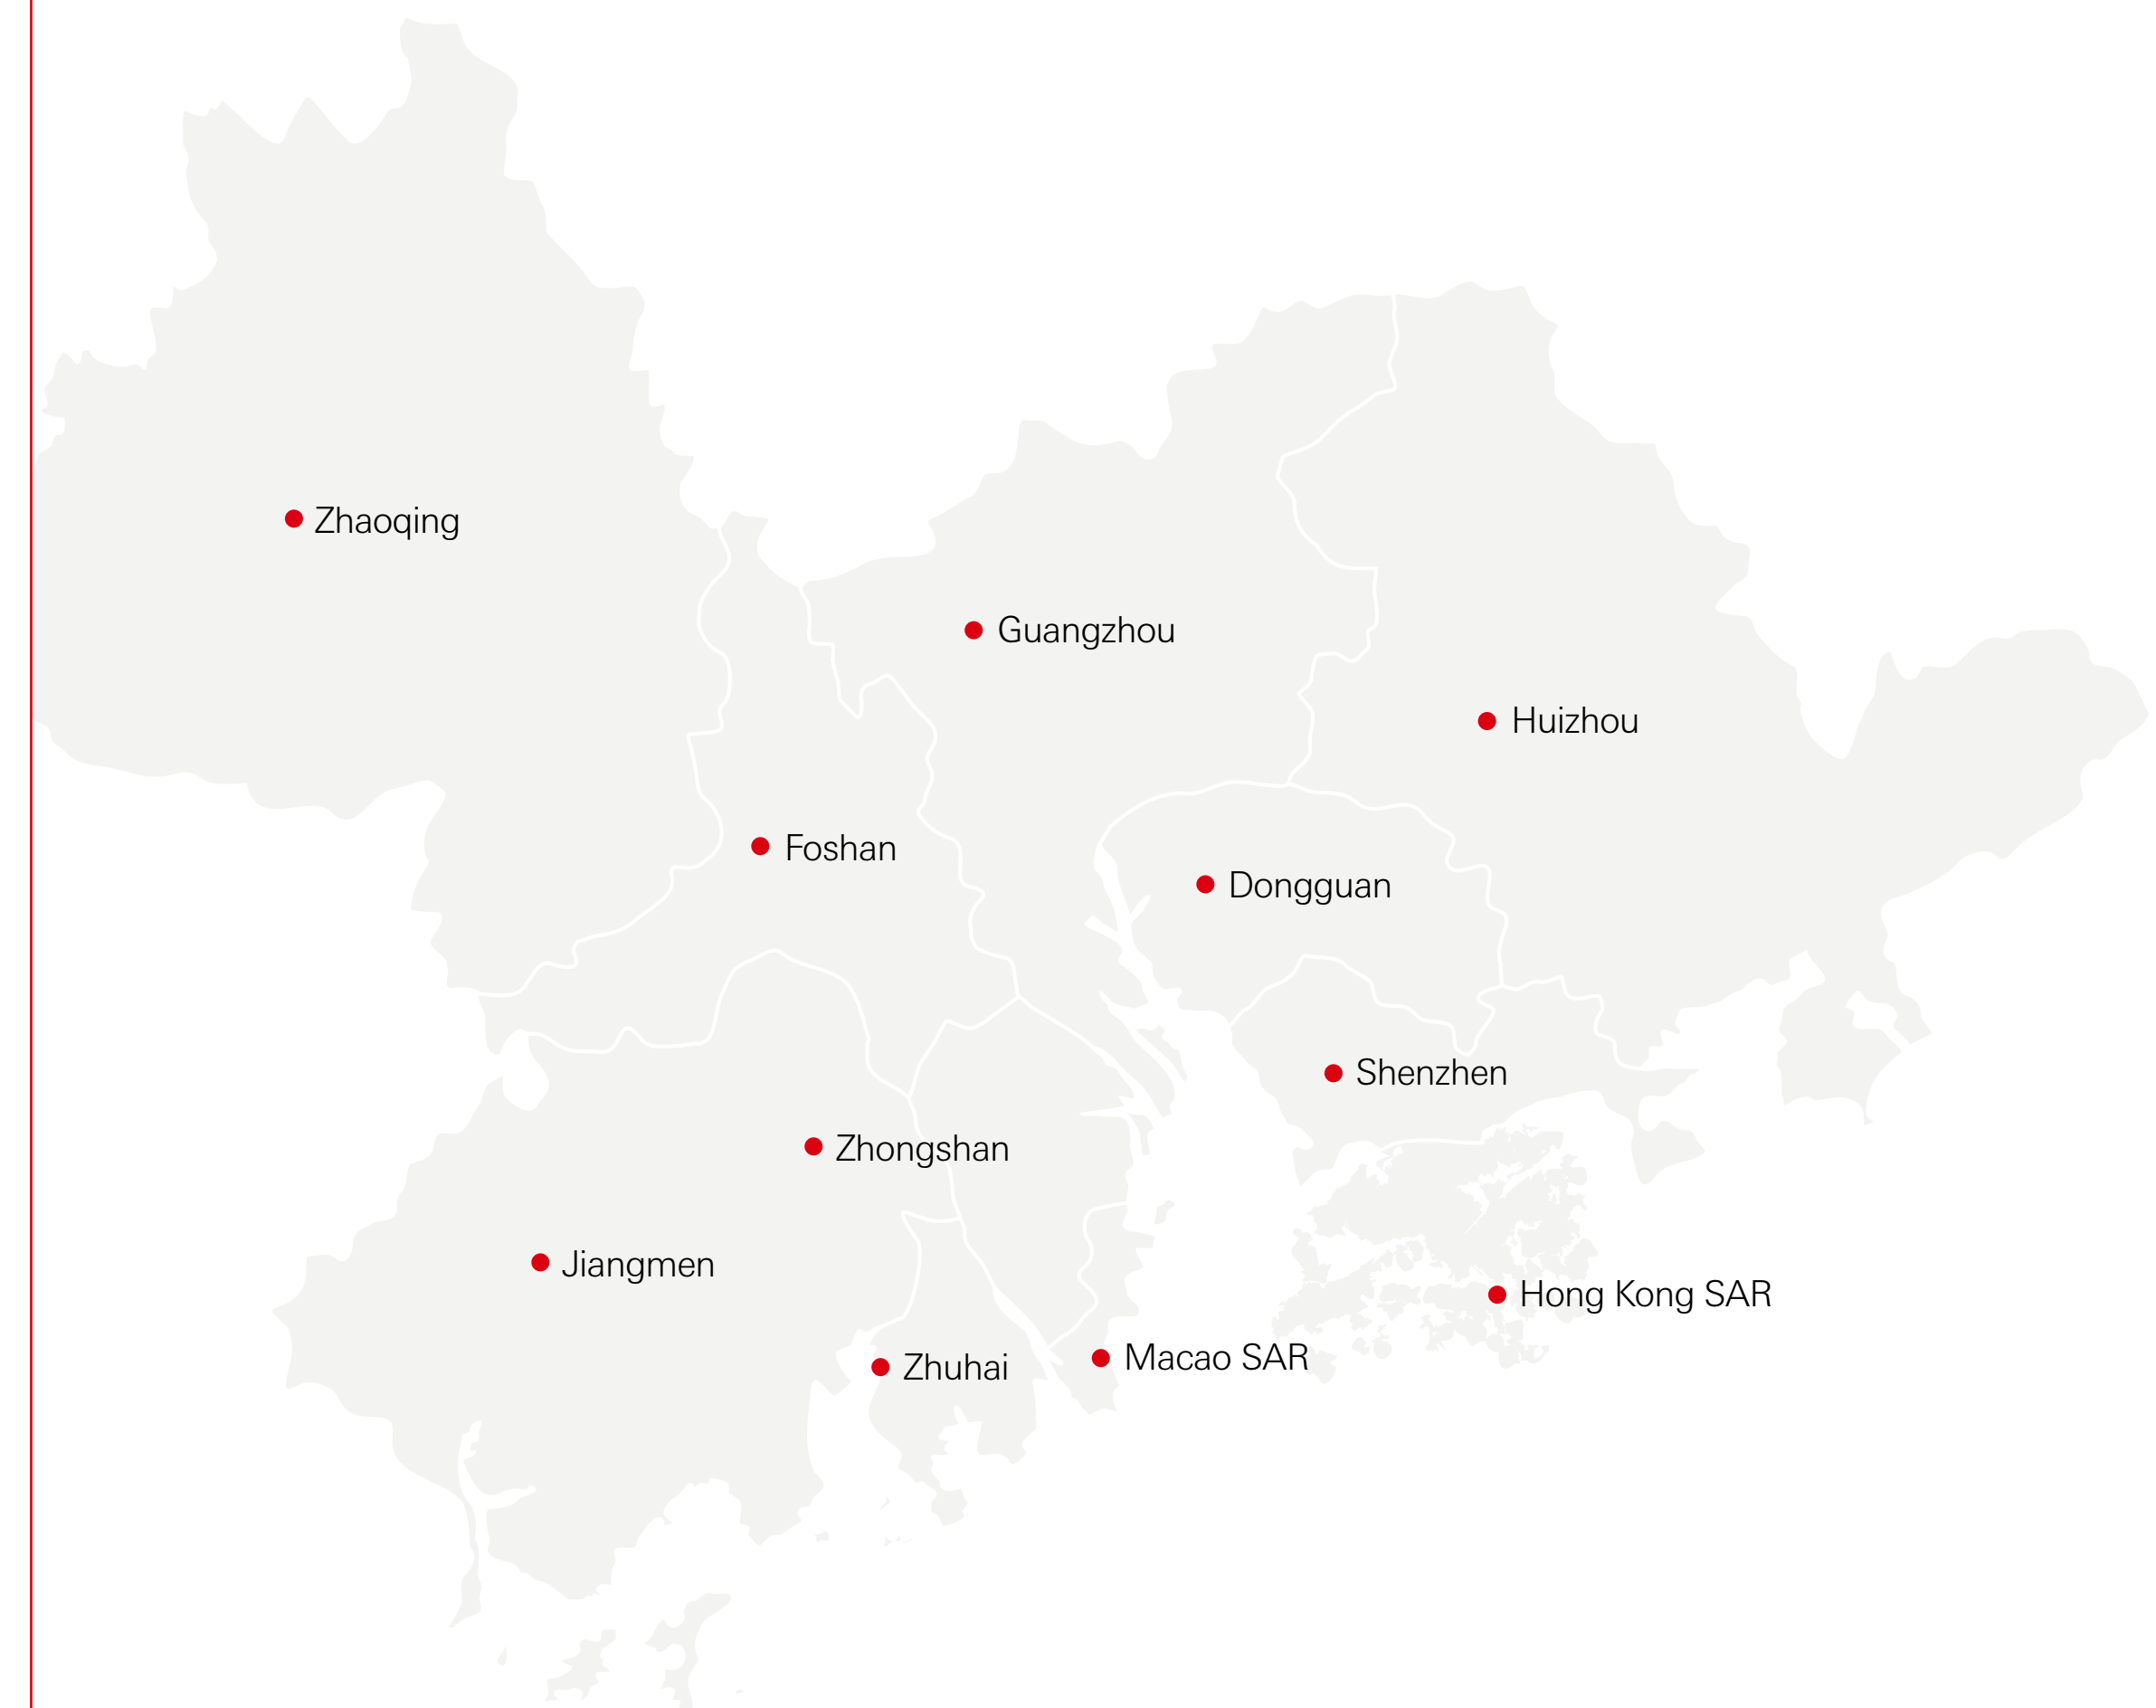 Zhaoqing
Guangzhou
Huizhou
Foshan
Dongguan
Shenzhen
Zhongshan
Jiangmen
Hong Kong SAR
Macao SAR
Zhuhai